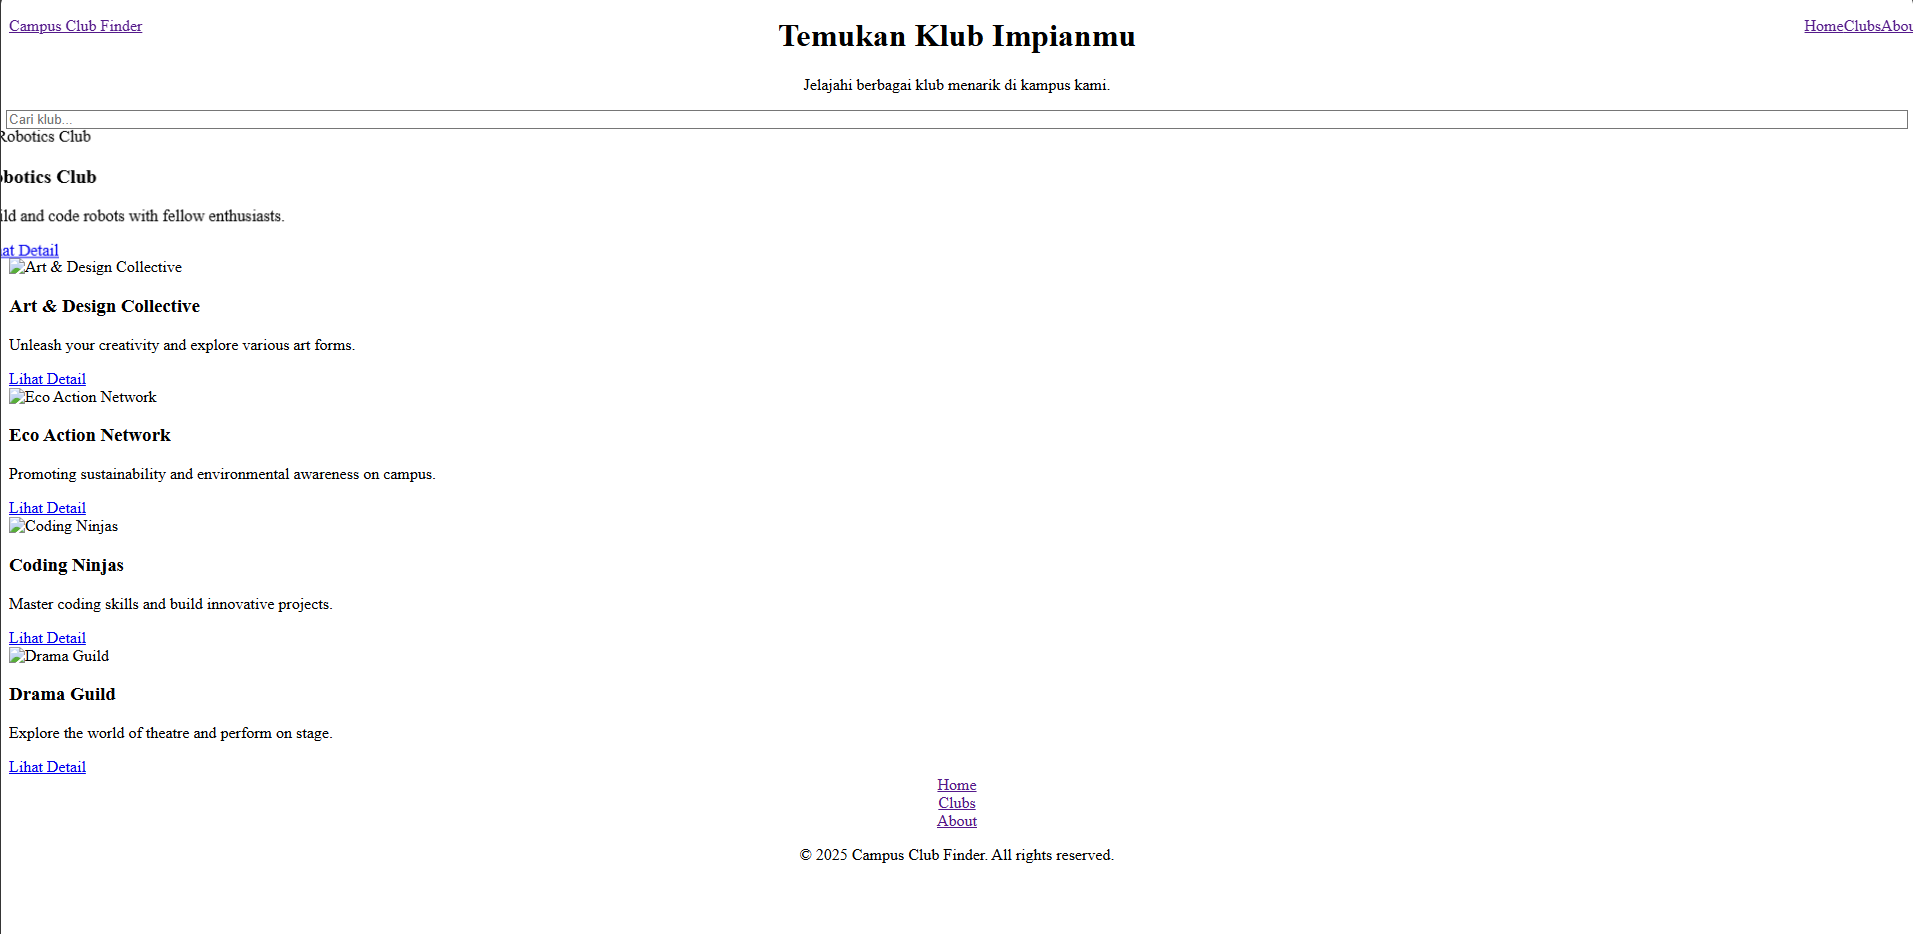 Campus Club Finder
Temukan Klub Impianmu
HomeClubsAbou
Jelajahi berbagai klub menarik di kampus kami.
Cari klub...
Robotics Club
obotics Club
ild and code robots with fellow enthusiasts.
at Detail
Art & Design Collective
Art & Design Collective
Unleash your creativity and explore various art forms.
Lihat Detail
Eco Action Network
Eco Action Network
Promoting sustainability and environmental awareness on campus.
Lihat Detail
Coding Ninjas
Coding Ninjas
Master coding skills and build innovative projects.
Lihat Detail
Drama Guild
Drama Guild
Explore the world of theatre and perform on stage.
Lihat Detail
Home
Clubs
About
© 2025 Campus Club Finder. All rights reserved.